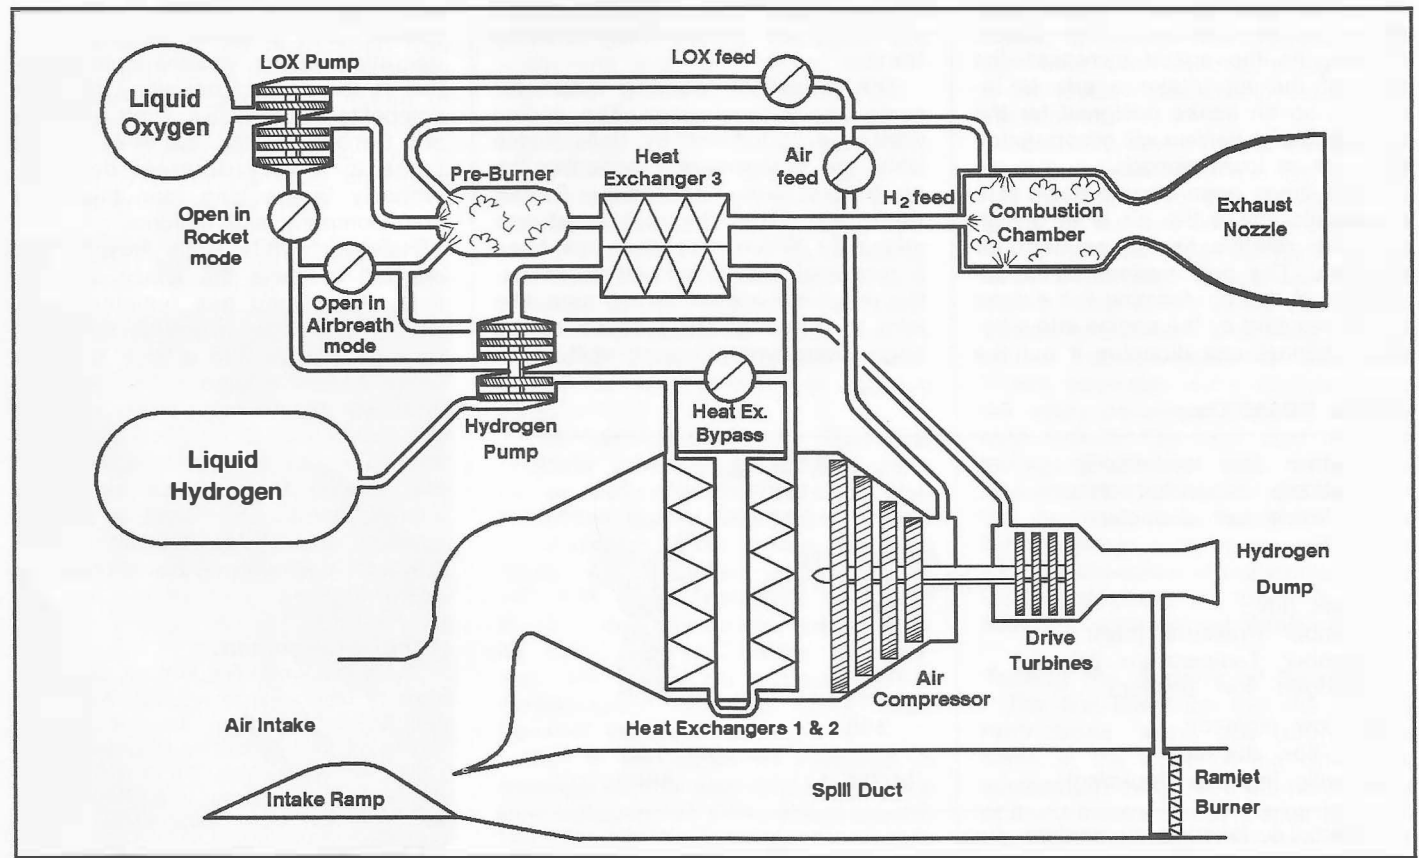 LOX Pump
LOX feed
Liquid
Oxygen
Air
feed
Heat
Exchanger 3
Pre-Burner
H2 feed
Combustion
Chamber
Exhaust
Nozzle
Open in
Rocket
mode
Open in
Airbreath
mode
Heat Ex.
Bypass
Hydrogen
Pump
Liquid
Hydrogen
Hydrogen
Dump
Drive
Turbines
Air
Compressor
Heat Exchangers 1 & 2
Air Intake
Intake Ramp
Spill Duct
Ramjet
Burner